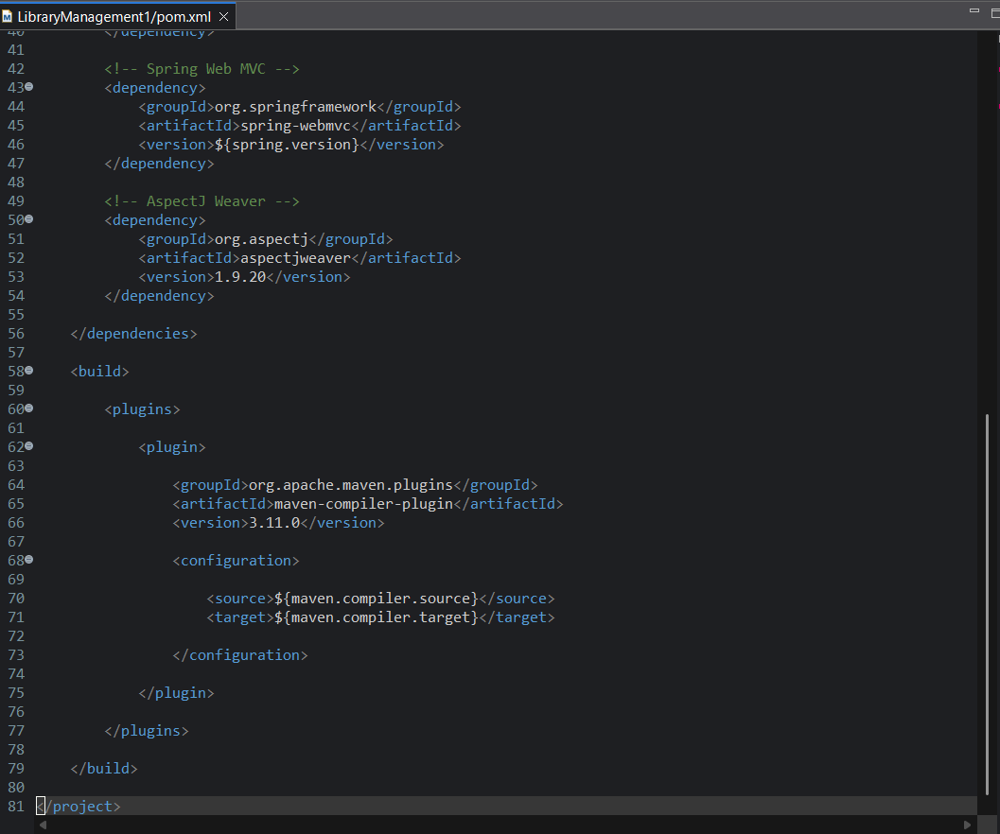 LibraryManagement1/pom.xml
40 </dependency>
41
42 <!-- Spring Web MVC -->
43 <dependency>
44 <groupId>org.springframework</groupId>
45 <artifactId>spring-webmvc</artifactId>
46 <version>${spring.version}</version>
47 </dependency>
48
49 <!-- AspectJ Weaver -->
50 <dependency>
51 <groupId>org.aspectj</groupId>
52 <artifactId>aspectjweaver</artifactId>
53 <version>1.9.20</version>
54 </dependency>
55
56 </dependencies>
57
58 <build>
59
60 <plugins>
61
62 <plugin>
63
64 <groupId>org.apache.maven.plugins</groupId>
65 <artifactId>maven-compiler-plugin</artifactId>
66 <version>3.11.0</version>
67
68 <configuration>
69
70 <source>${maven.compiler.source}</source>
71 <target>${maven.compiler.target}</target>
72
73 </configuration>
74
75 </plugin>
76
77 </plugins>
78
79 </build>
80
81 </project>